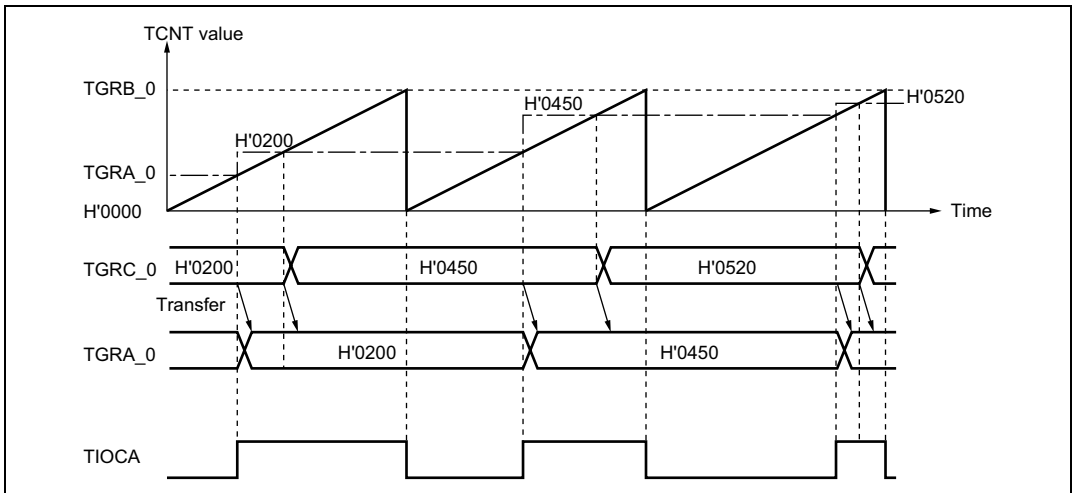 TCNT value
TGRB_0
H'0520
H'0450
H'0200
TGRA_0
H'0000
Time
TGRC_0
H'0200
H'0450
H'0520
Transfer
TGRA_0
H'0200
H'0450
TIOCA